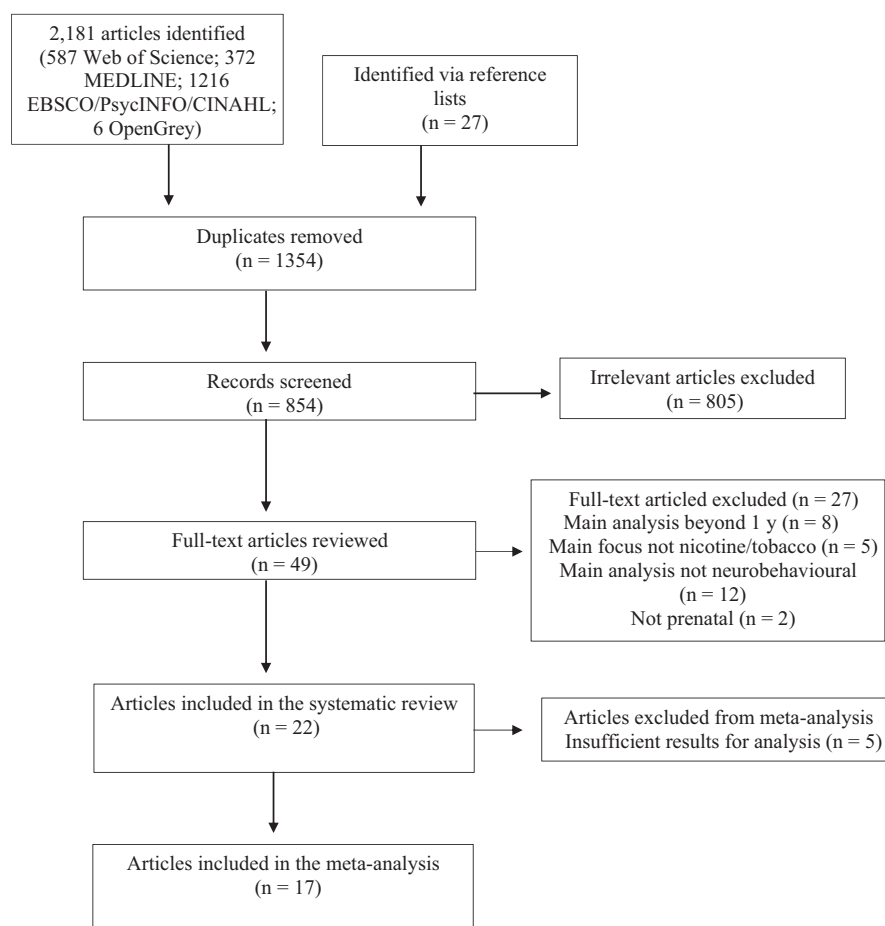 2,181 articles identified
(587 Web of Science; 372
MEDLINE; 1216
EBSCO/PsycINFO/CINAHL;
6 OpenGrey)
Identified via reference
lists
(n = 27)
Duplicates removed
(n = 1354)
Records screened
(n = 854)
Irrelevant articles excluded
(n = 805)
Full-text articles reviewed
(n = 49)
Full-text articled excluded (n = 27)
Main analysis beyond 1 y (n = 8)
Main focus not nicotine/tobacco (n = 5)
Main analysis not neurobehavioural
(n = 12)
Not prenatal (n = 2)
Articles included in the systematic review
(n = 22)
Articles excluded from meta-analysis
Insufficient results for analysis (n = 5)
Articles included in the meta-analysis
(n = 17)